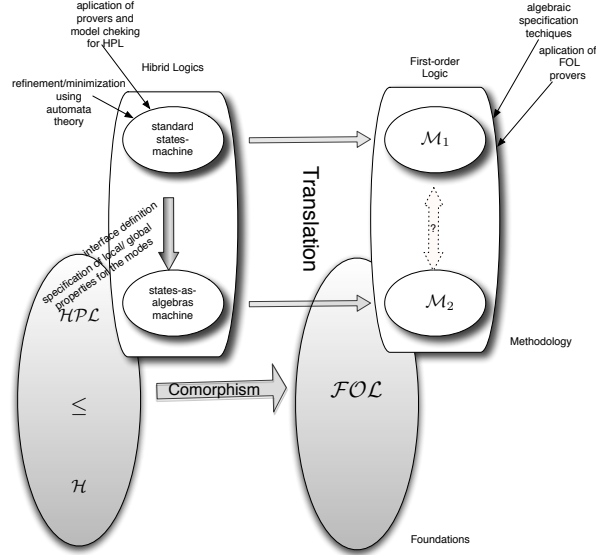 aplication of
provers and
model cheking
for HPL
Hibrid Logics
refinement/minimization
using
automata
theory
standard
states-
machine
interface definition
specification of local/ global
properties for the modes
states-as-
algebras
machine
HPL
≤
H
Comorphism
Translation
algebraic
specification
techiques
aplication of
FOL
provers
First-order
Logic
M1
?
M2
Methodology
FOL
Foundations